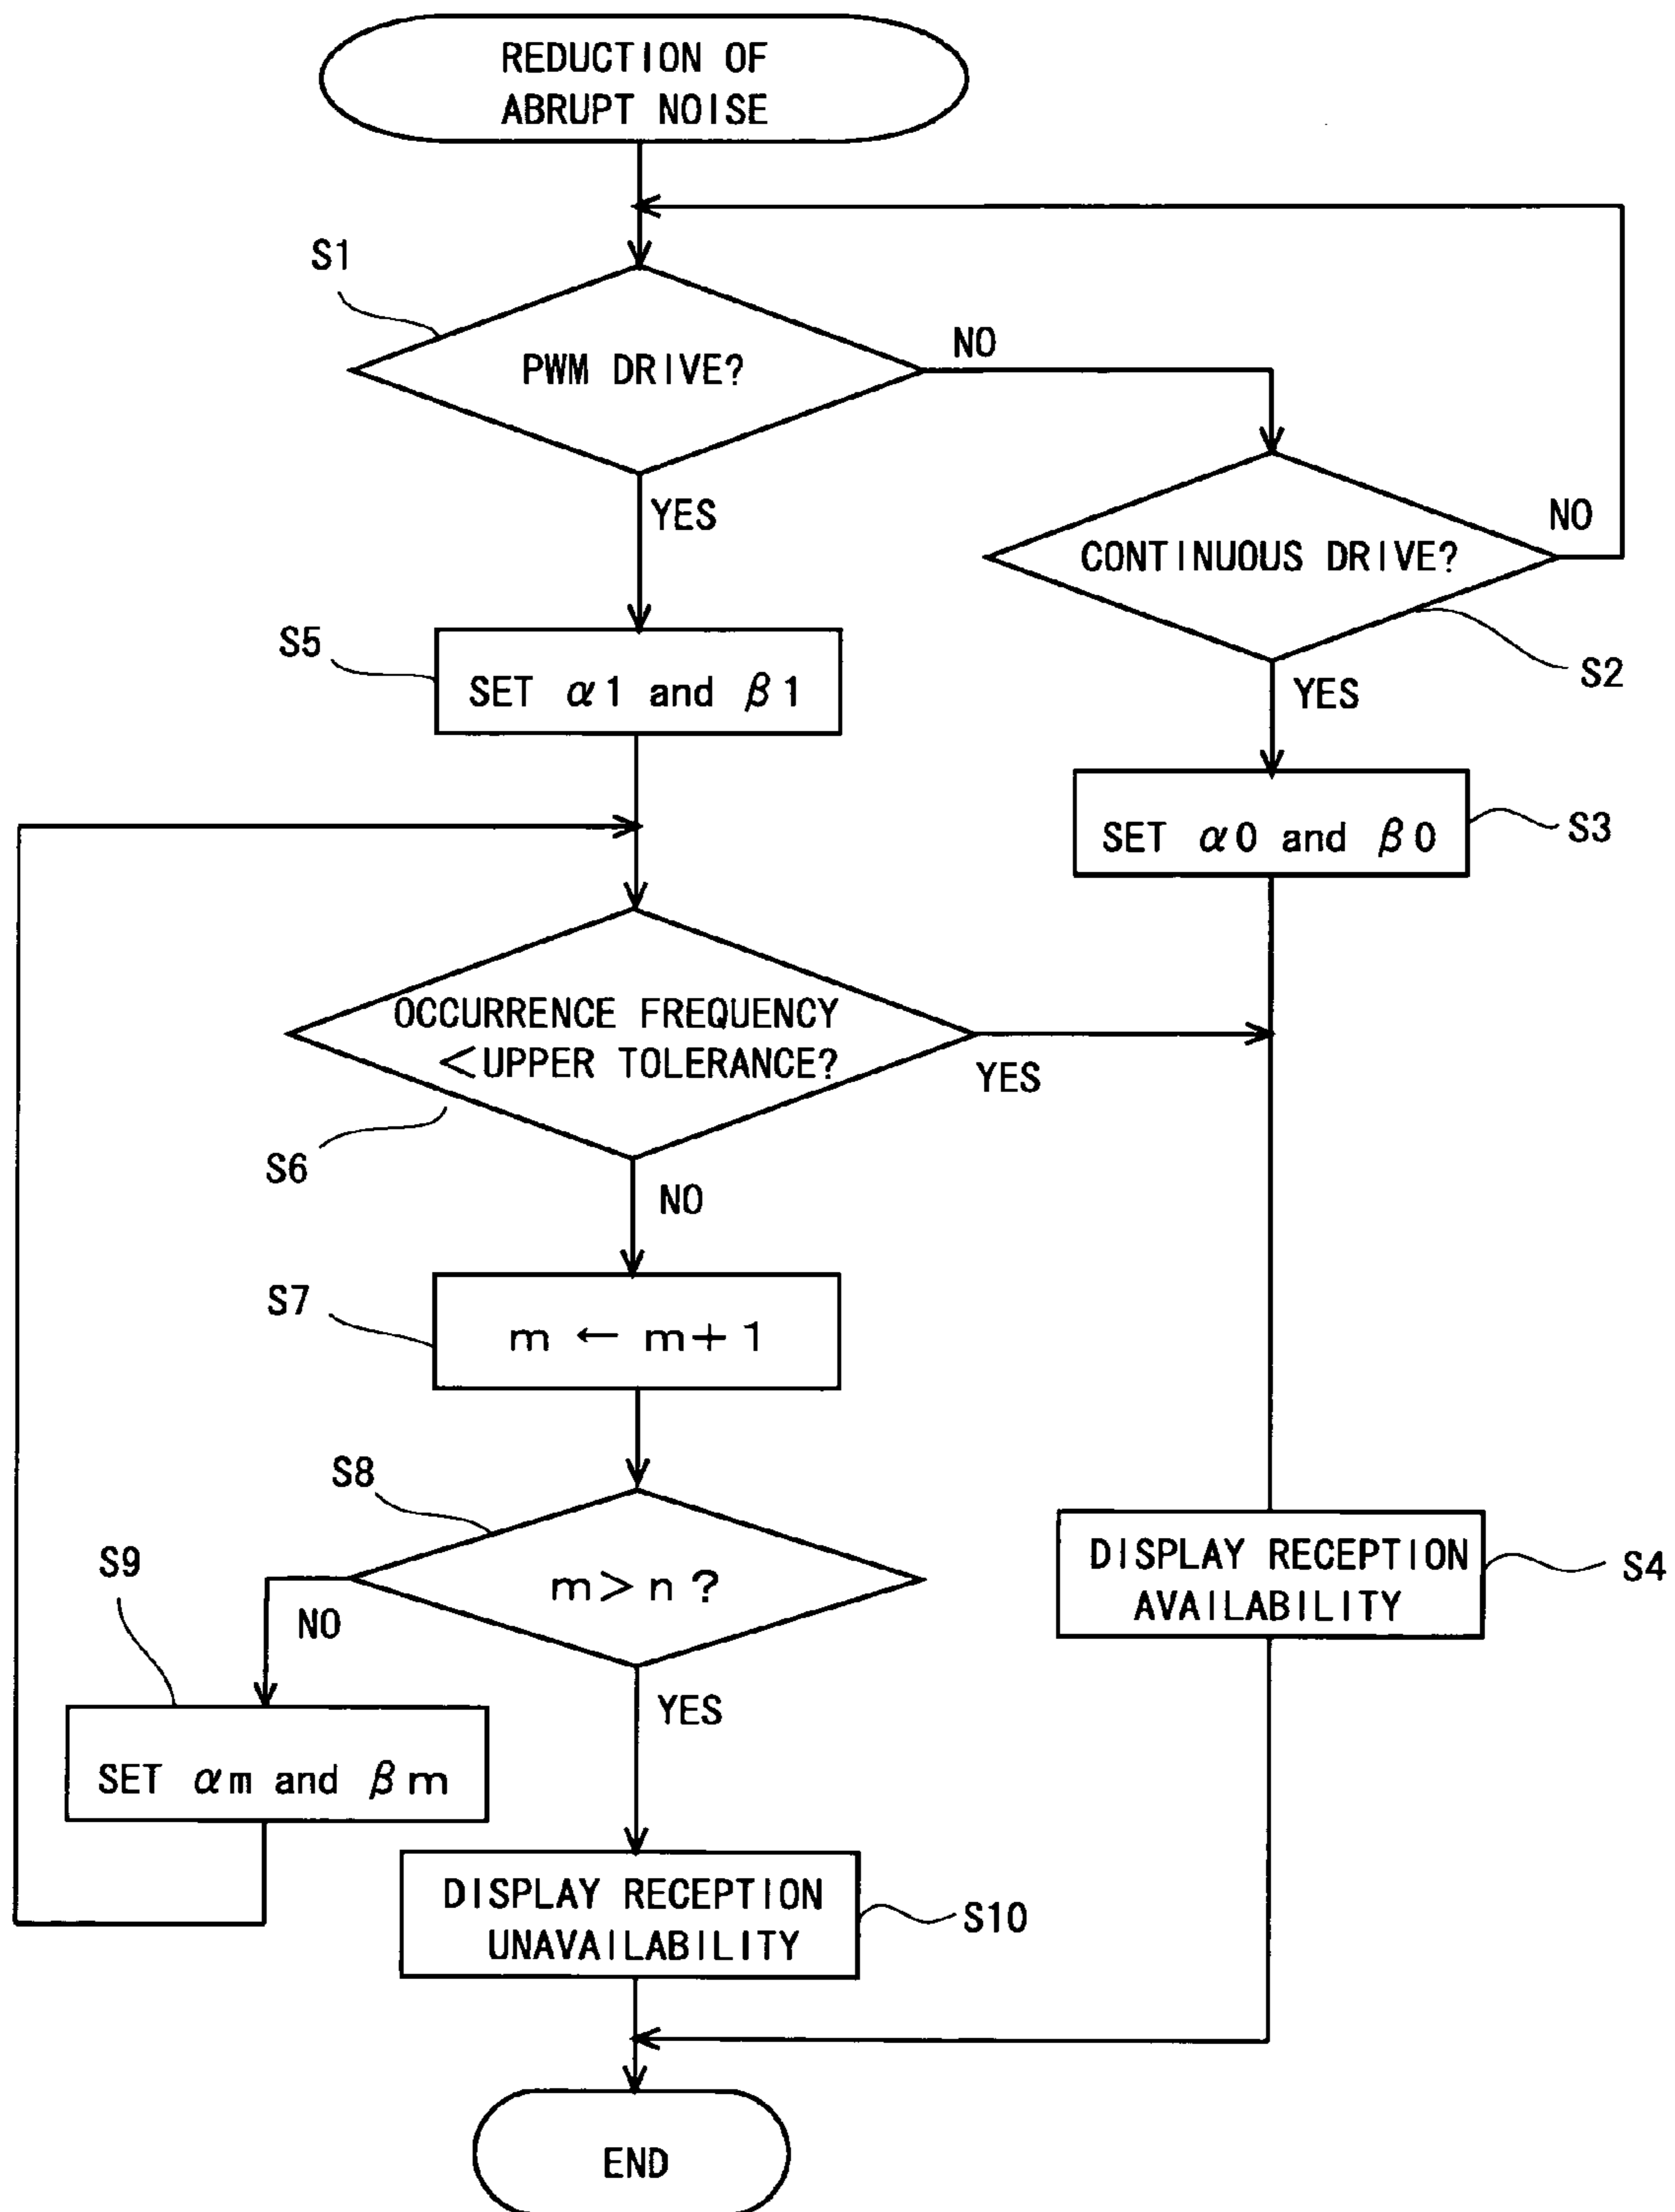 REDUCTION OF
ABRUPT NOISE
S1
PWM DRIVE?
NO
YES
CONTINUOUS DRIVE?
NO
S2
YES
S5
SET α1 and β1
SET α0 and β0
S3
OCCURRENCE FREQUENCY
<UPPER TOLERANCE?
YES
S6
NO
S7
m ← m+1
S8
m>n?
S9
NO
YES
DISPLAY RECEPTION
AVAILABILITY
S4
SET αm and βm
DISPLAY RECEPTION
UNAVAILABILITY
S10
END